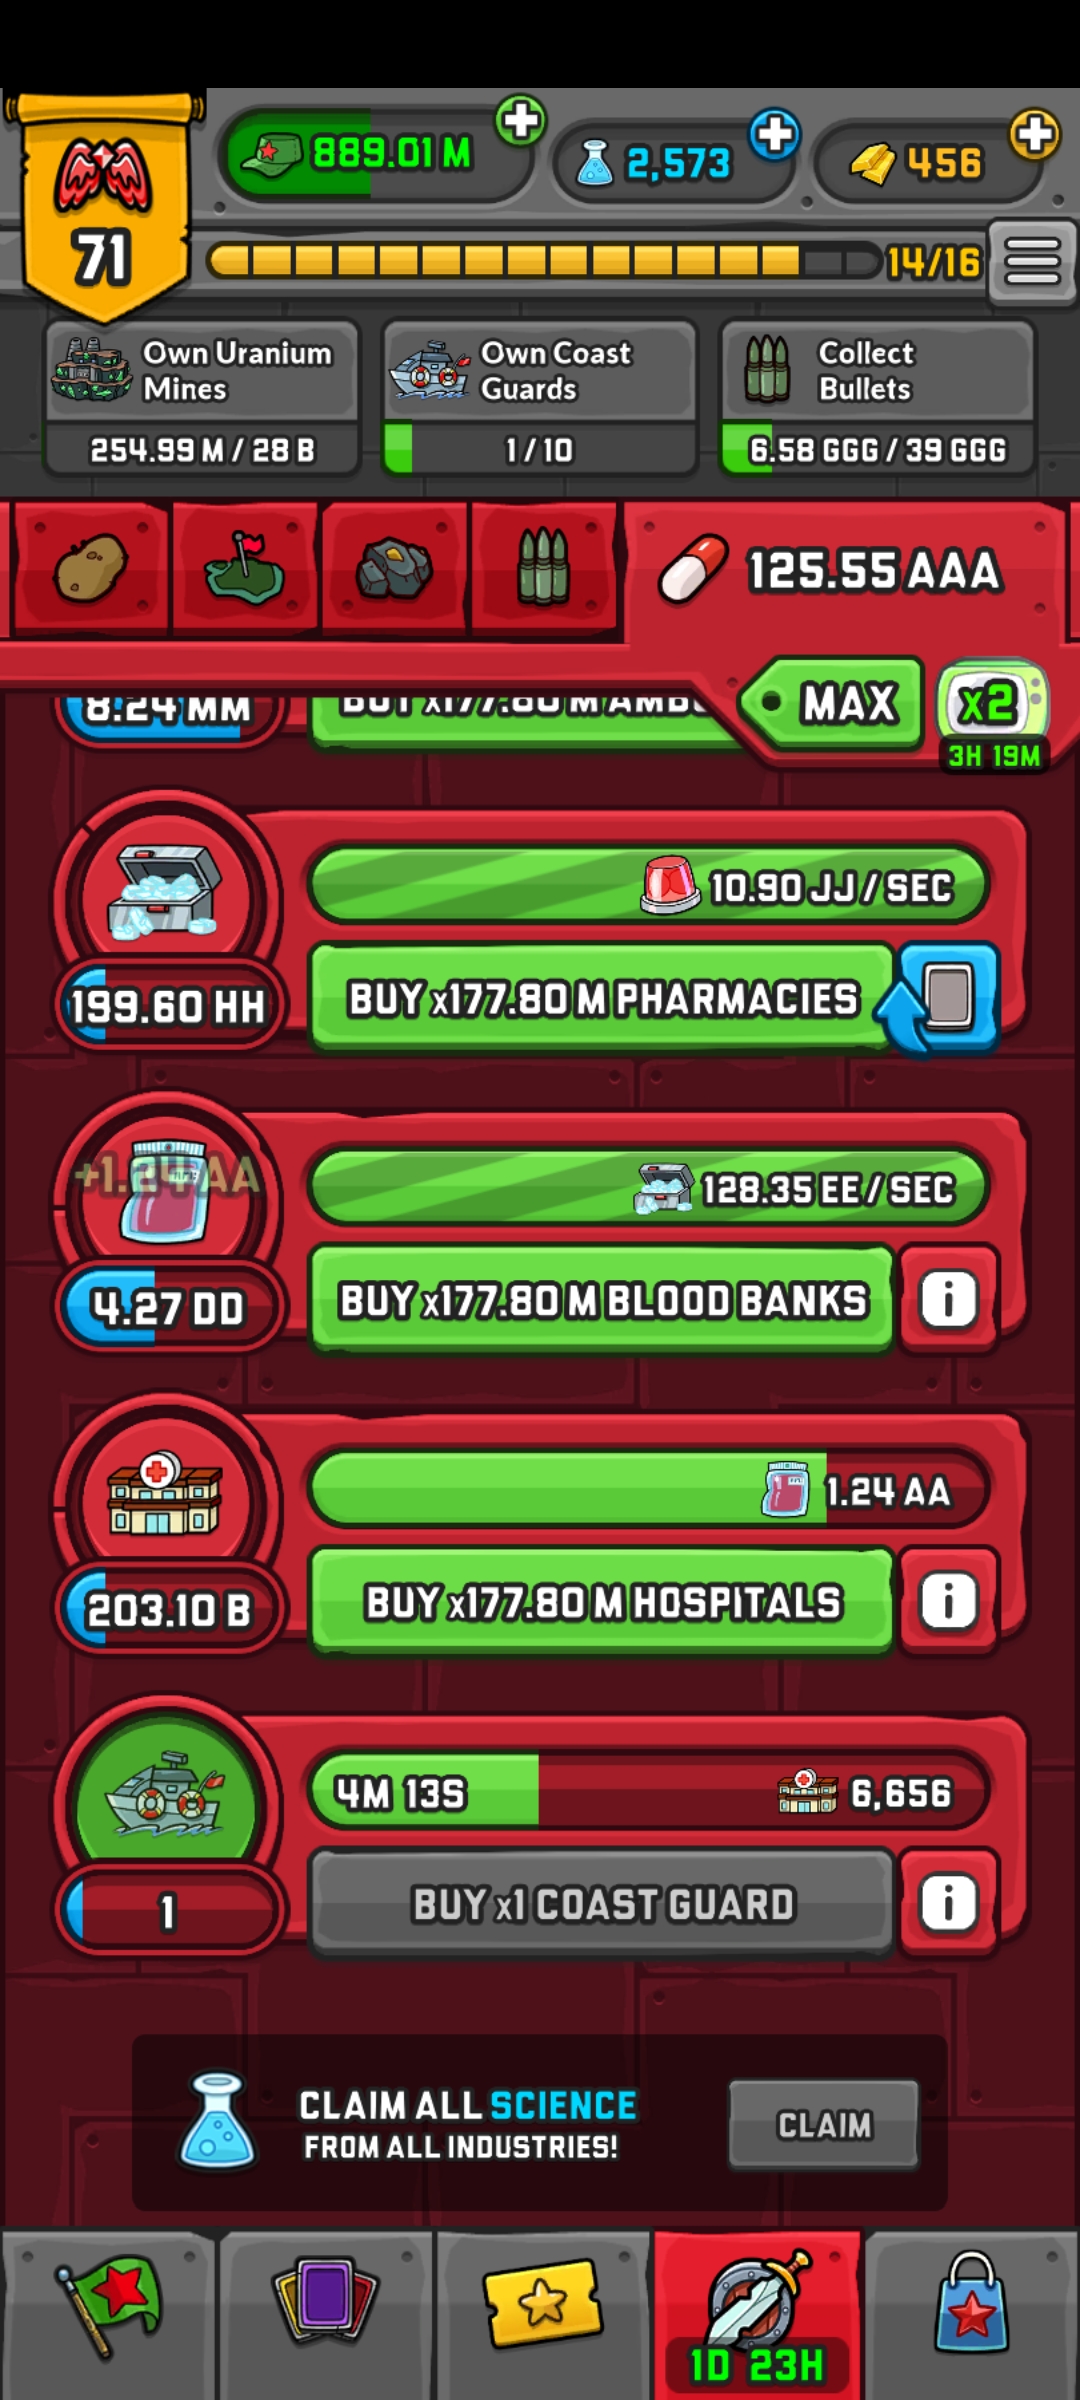 889.01 M
2,573
456
71
14/16
Own Uranium
Mines
254.99 M / 28 B
Own Coast
Guards
1 / 10
Collect
Bullets
6.58 GGG / 39 GGG
125.55 AAA
MAX
x2
3H 19M
8.24 MM
BUY x177.80 M
10.90 JJ / SEC
199.60 HH
BUY x177.80 M PHARMACIES
+1.24 AA
128.35 EE / SEC
4.27 DD
BUY x177.80 M BLOOD BANKS
1.24 AA
203.10 B
BUY x177.80 M HOSPITALS
4M 13S
6,656
1
BUY x1 COAST GUARD
CLAIM ALL SCIENCE
FROM ALL INDUSTRIES!
CLAIM
1D 23H